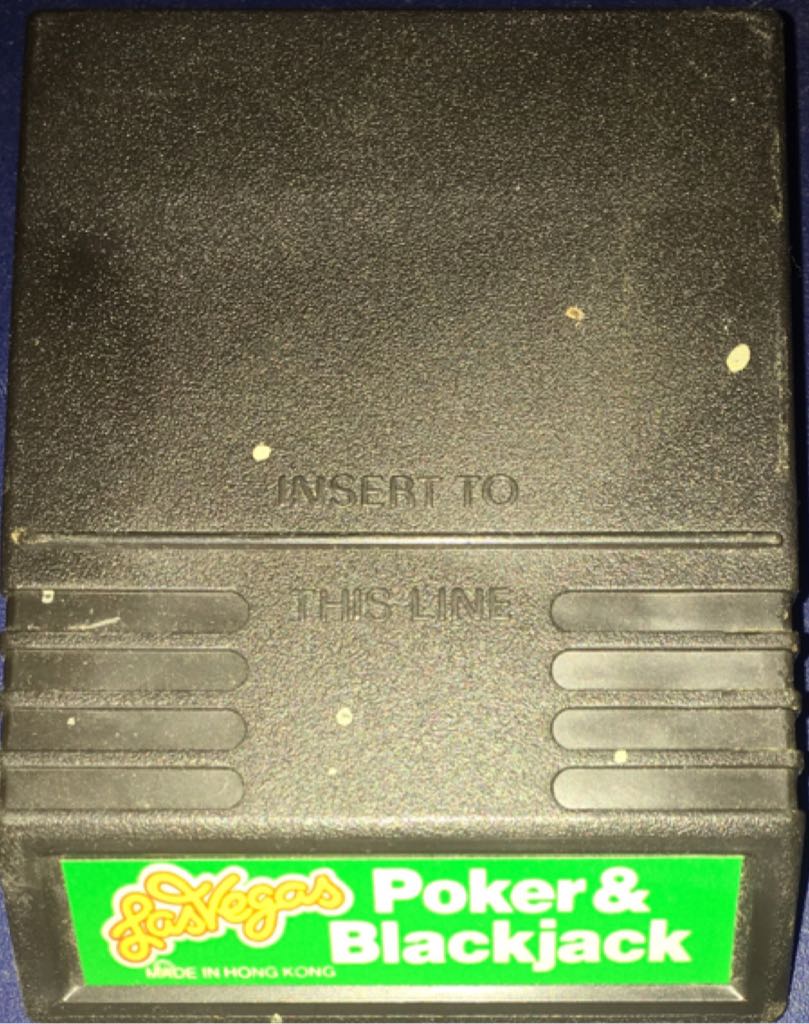 INSERT TO
THIS LINE
Las Vegas Poker &
Blackjack
MADE IN HONG KONG